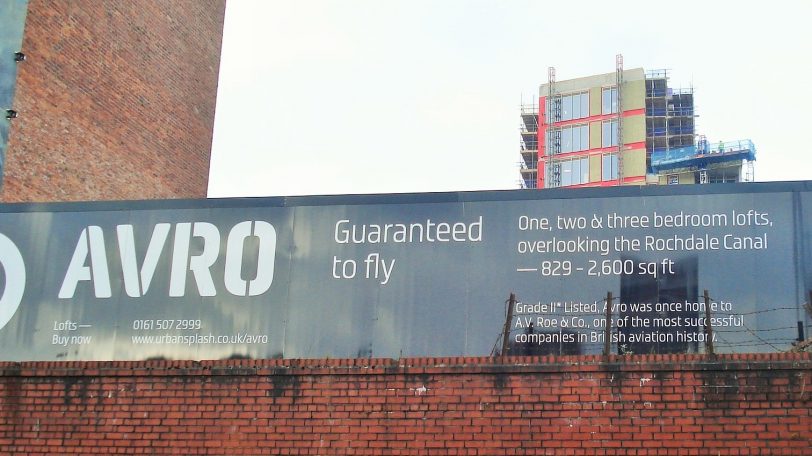 AVRO
Lofts —
Buy now
0161 507 2999
www.urbansplash.co.uk/avro
Guaranteed
to fly
One, two & three bedroom lofts,
overlooking the Rochdale Canal
— 829 - 2,600 sq ft
Grade II* Listed, Avro was once home to
A.V. Roe & Co., one of the most successful
companies in British aviation history.